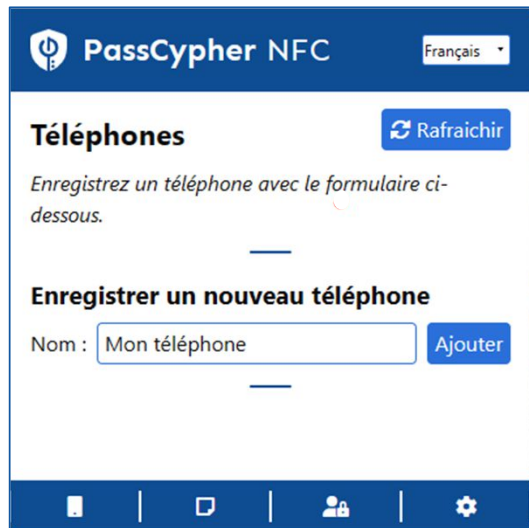 PassCypher NFC
Français
Téléphones
Rafraichir
Enregistrez un téléphone avec le formulaire ci-
dessous.
Enregistrer un nouveau téléphone
Nom : Mon téléphone Ajouter